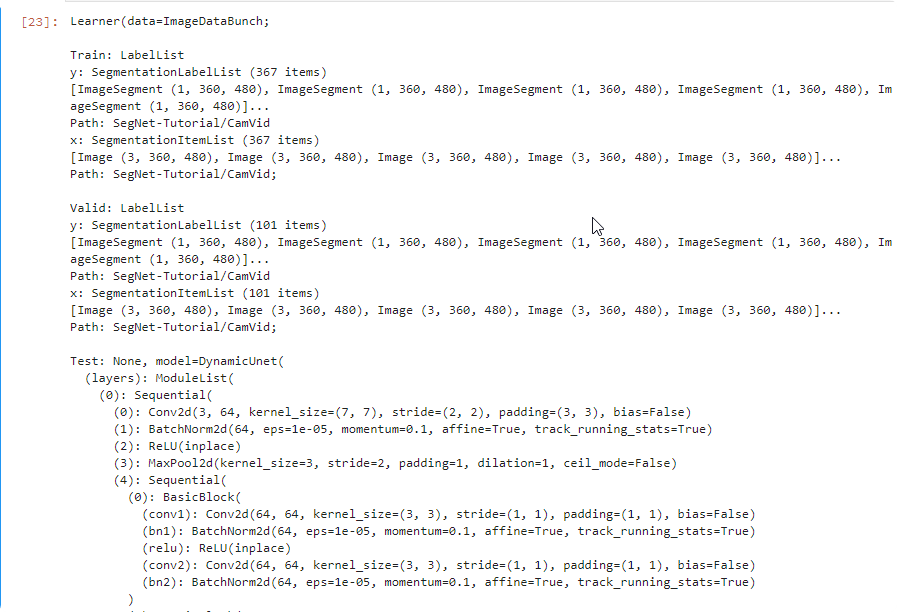 [23]: Learner(data=ImageDataBunch;
Train: LabelList
y: SegmentationLabelList (367 items)
[ImageSegment (1, 360, 480), ImageSegment (1, 360, 480), ImageSegment (1, 360, 480), ImageSegment (1, 360, 480), Im
ageSegment (1, 360, 480)]...
Path: SegNet-Tutorial/CamVid
x: SegmentationItemList (367 items)
[Image (3, 360, 480), Image (3, 360, 480), Image (3, 360, 480), Image (3, 360, 480), Image (3, 360, 480)]...
Path: SegNet-Tutorial/CamVid;
Valid: LabelList
y: SegmentationLabelList (101 items)
[ImageSegment (1, 360, 480), ImageSegment (1, 360, 480), ImageSegment (1, 360, 480), ImageSegment (1, 360, 480), Im
ageSegment (1, 360, 480)]...
Path: SegNet-Tutorial/CamVid
x: SegmentationItemList (101 items)
[Image (3, 360, 480), Image (3, 360, 480), Image (3, 360, 480), Image (3, 360, 480), Image (3, 360, 480)]...
Path: SegNet-Tutorial/CamVid;
Test: None, model=DynamicUnet(
(layers): ModuleList(
(0): Sequential(
(0): Conv2d(3, 64, kernel_size=(7, 7), stride=(2, 2), padding=(3, 3), bias=False)
(1): BatchNorm2d(64, eps=1e-05, momentum=0.1, affine=True, track_running_stats=True)
(2): ReLU(inplace)
(3): MaxPool2d(kernel_size=3, stride=2, padding=1, dilation=1, ceil_mode=False)
(4): Sequential(
(0): BasicBlock(
(conv1): Conv2d(64, 64, kernel_size=(3, 3), stride=(1, 1), padding=(1, 1), bias=False)
(bn1): BatchNorm2d(64, eps=1e-05, momentum=0.1, affine=True, track_running_stats=True)
(relu): ReLU(inplace)
(conv2): Conv2d(64, 64, kernel_size=(3, 3), stride=(1, 1), padding=(1, 1), bias=False)
(bn2): BatchNorm2d(64, eps=1e-05, momentum=0.1, affine=True, track_running_stats=True)
)